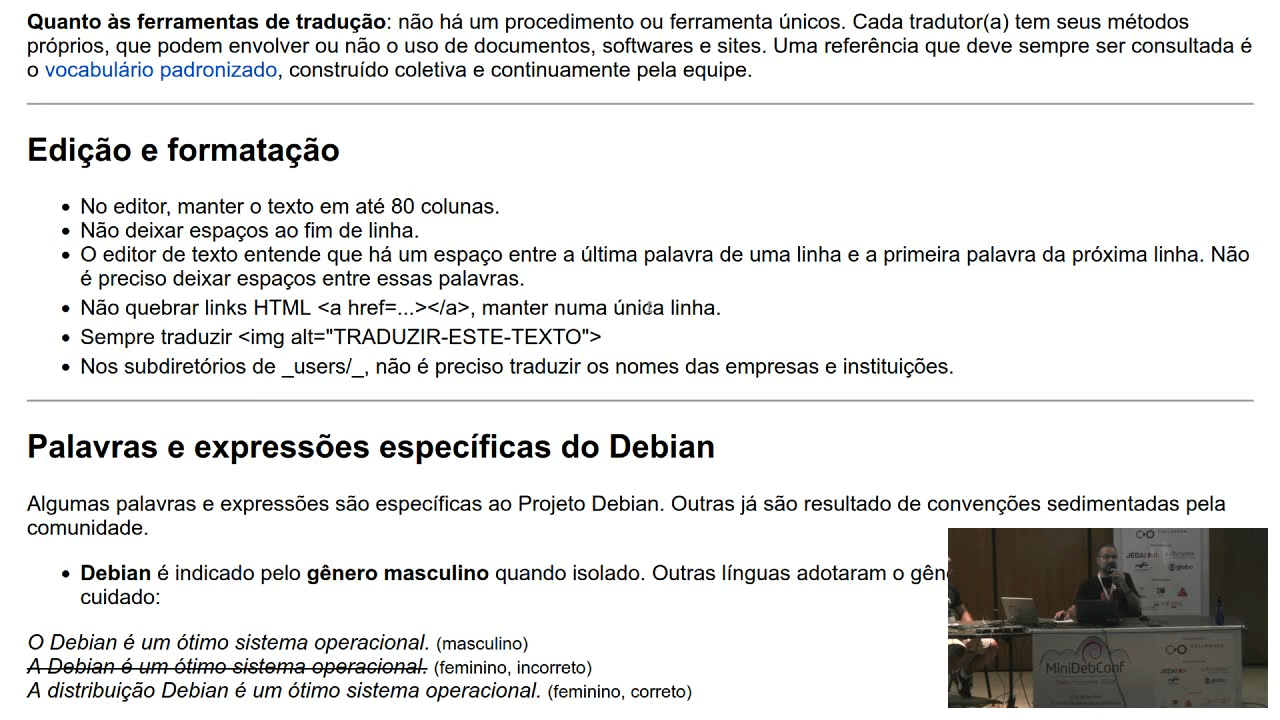 Quanto às ferramentas de tradução: não há um procedimento ou ferramenta únicos. Cada tradutor(a) tem seus métodos
próprios, que podem envolver ou não o uso de documentos, softwares e sites. Uma referência que deve sempre ser consultada é
o vocabulário padronizado, construído coletiva e continuamente pela equipe.
Edição e formatação
• No editor, manter o texto em até 80 colunas.
• Não deixar espaços ao fim de linha.
• O editor de texto entende que há um espaço entre a última palavra de uma linha e a primeira palavra da próxima linha. Não
é preciso deixar espaços entre essas palavras.
• Não quebrar links HTML <a href=...></a>, manter numa única linha.
• Sempre traduzir <img alt="TRADUZIR-ESTE-TEXTO">
• Nos subdiretórios de _users/_, não é preciso traduzir os nomes das empresas e instituições.
Palavras e expressões específicas do Debian
Algumas palavras e expressões são específicas ao Projeto Debian. Outras já são resultado de convenções sedimentadas pela
comunidade.
• Debian é indicado pelo gênero masculino quando isolado. Outras línguas adotaram o gên
cuidado:
O Debian é um ótimo sistema operacional. (masculino)
A Debian é um ótimo sistema operacional. (feminino, incorreto)
A distribuição Debian é um ótimo sistema operacional. (feminino, correto)
globo
MiniDebConf
globo